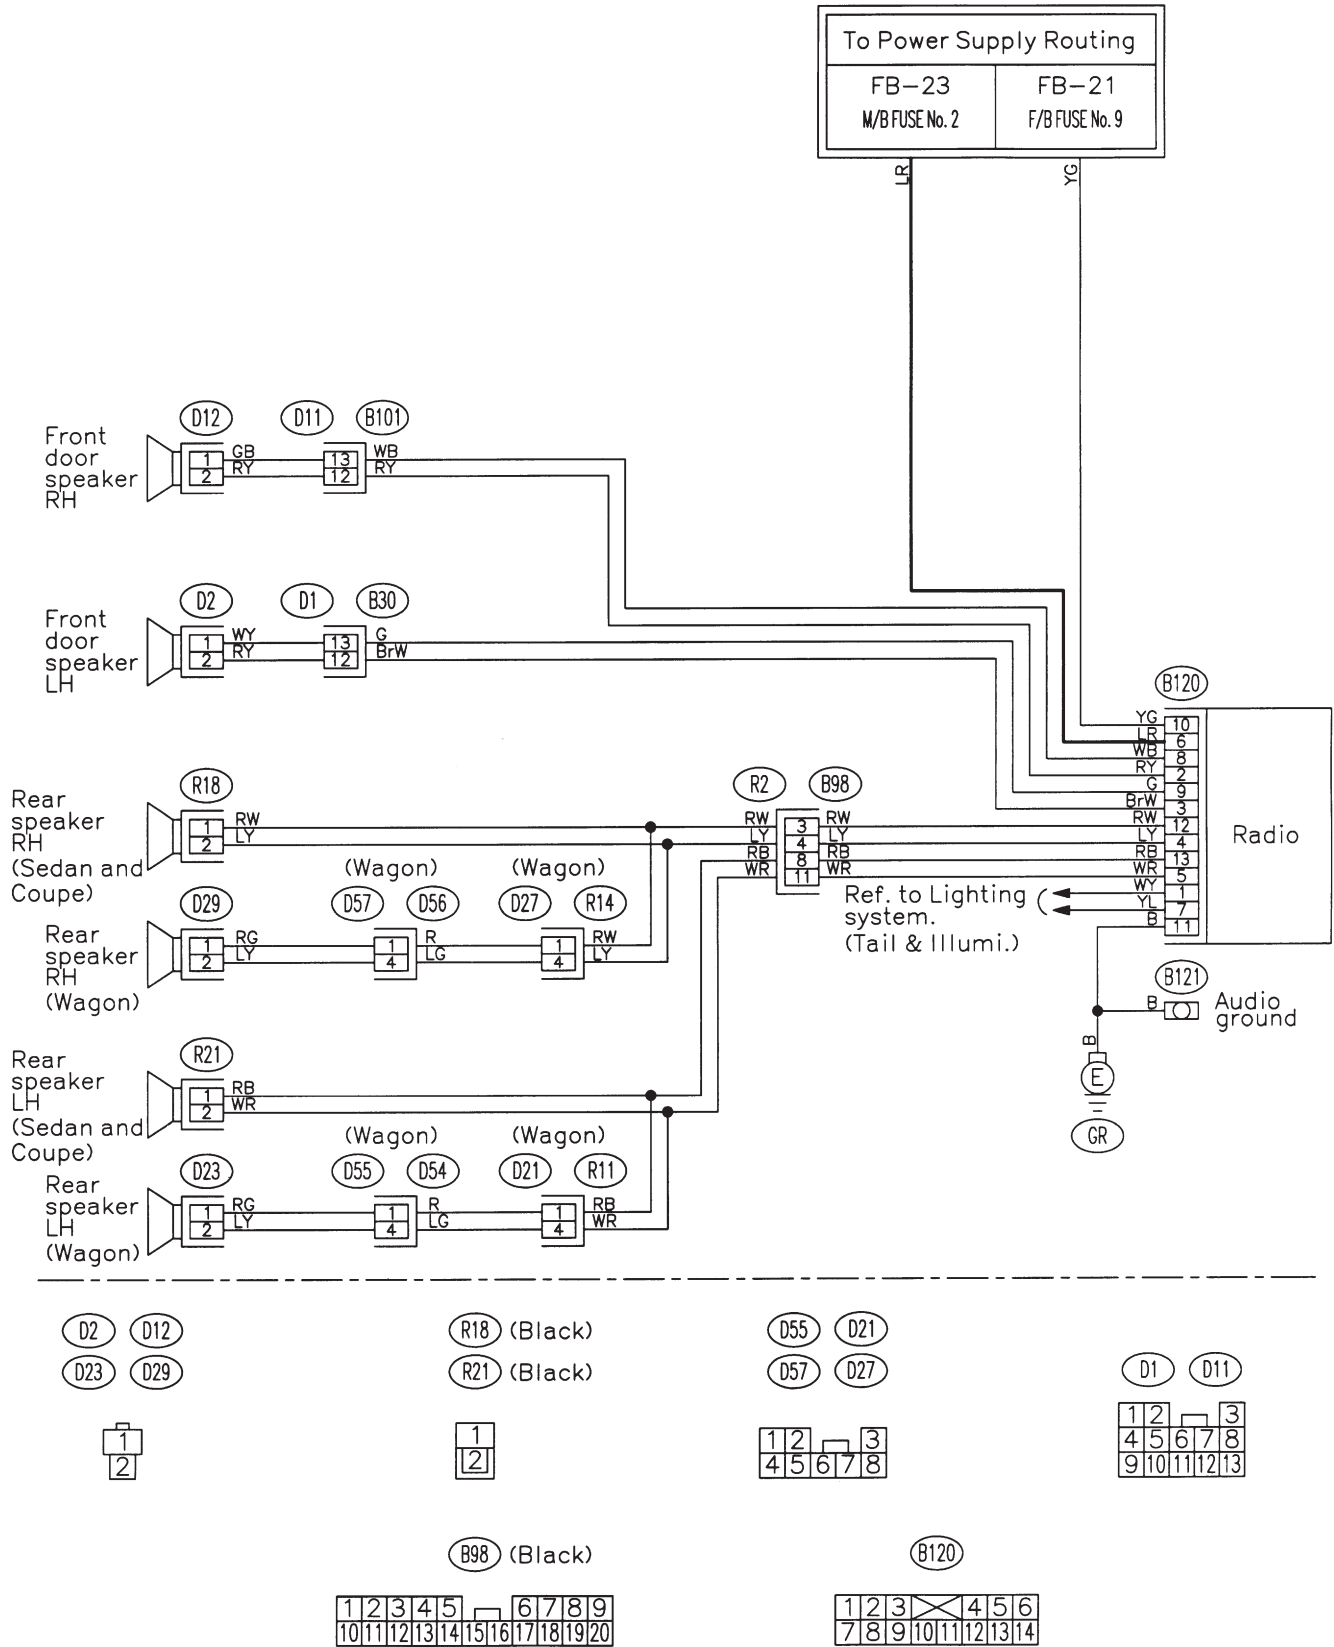 To Power Supply Routing
FB-23
M/B FUSE No. 2
FB-21
F/B FUSE No. 9
LR
YG
Front
door
speaker
RH
D12
D11
B101
1
2
GB
RY
13
12
WB
RY
Front
door
speaker
LH
D2
D1
B30
1
2
WY
RY
13
12
G
BrW
Rear
speaker
RH
(Sedan and
Coupe)
R18
1
2
RW
LY
R2
B98
RW
LY
RB
WR
3
4
8
11
RW
LY
RB
WR
Rear
speaker
RH
(Wagon)
D29
1
2
RG
LY
(Wagon)
D57
D56
1
4
R
LG
(Wagon)
D27
R14
1
4
RW
LY
Rear
speaker
LH
(Sedan and
Coupe)
R21
1
2
RB
WR
Rear
speaker
LH
(Wagon)
D23
1
2
RG
LY
(Wagon)
D55
D54
1
4
R
LG
(Wagon)
D21
R11
1
4
RB
WR
B120
YG 10
LR 6
WB 8
RY 2
G 9
BrW 3
RW 12
LY 4
RB 13
WR 5
WY 1
YL 7
B 11
Radio
Ref. to Lighting
system.
(Tail & Illumi.)
B121
B
Audio
ground
B
E
GR
D2 D12
D23 D29
1
2
R18 (Black)
R21 (Black)
1
2
D55 D21
D57 D27
1 2 3
4 5 6 7 8
D1 D11
1 2 3
4 5 6 7 8
9 10 11 12 13
B98 (Black)
1 2 3 4 5 6 7 8 9
10 11 12 13 14 15 16 17 18 19 20
B120
1 2 3 4 5 6
7 8 9 10 11 12 13 14